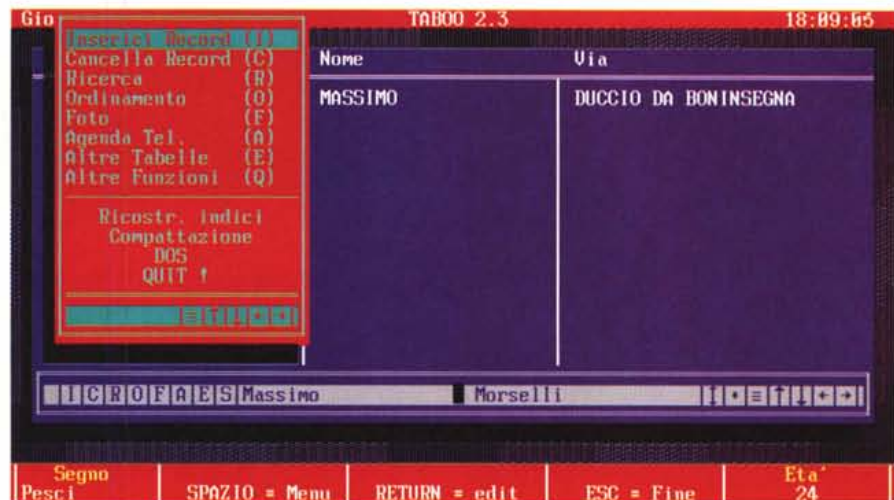 Gio TABOO 2.3 18:09:05
Inserici Record (I)
Cancella Record (C)
Ricerca (R)
Ordinamento (O)
Foto (F)
Agenda Tel. (A)
Altre Tabelle (E)
Altre Funzioni (Q)
Ricostr. indici
Compattazione
DOS
QUIT !
Nome Via
MASSIMO DUCCIO DA BONINSEGNA
I C R O F A E S Massimo Morselli
Segno Eta'
Pesci SPAZIO = Menu RETURN = edit ESC = Fine 24